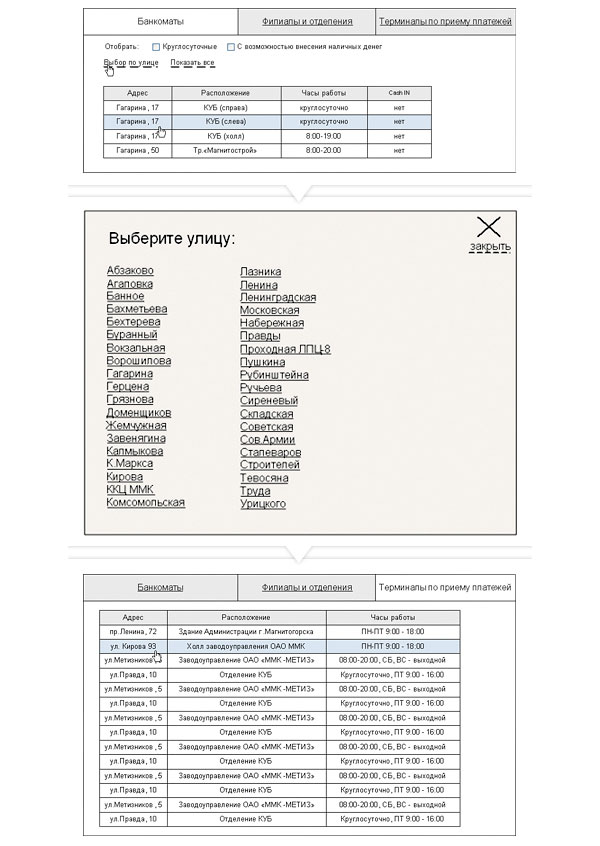 Банкоматы Филиалы и отделения Терминалы по приему платежей
Отобрать: Круглосуточные С возможностью внесения наличных денег
Выбор по улице Показать все
Адрес Расположение Часы работы Cash IN
Гагарина , 17 КУБ (справа) круглосуточно нет
Гагарина , 17 КУБ (слева) круглосуточно нет
Гагарина , 17 КУБ (холл) 8:00-19:00 нет
Гагарина , 50 Тр.«Магнитострой» 8:00-20:00 нет
Выберите улицу:
закрыть
Абзаково
Агаповка
Банное
Бахметьева
Бехтерева
Буранный
Вокзальная
Ворошилова
Гагарина
Герцена
Грязнова
Доменщиков
Жемчужная
Завенягина
Калмыкова
К.Маркса
Кирова
ККЦ ММК
Комсомольская
Лазника
Ленина
Ленинградская
Московская
Набережная
Правды
Проходная ЛПЦ-8
Пушкина
Рубинштейна
Ручьева
Сиреневый
Складская
Советская
Сов.Армии
Сталеваров
Строителей
Тевосяна
Труда
Урицкого
Банкоматы Филиалы и отделения Терминалы по приему платежей
Адрес Расположение Часы работы
пр.Ленина , 72 Здание Администрации г.Магнитогорска ПН-ПТ 9:00 - 18:00
ул. Кирова 93 Холл заводоуправления ОАО ММК ПН-ПТ 9:00 - 18:00
ул.Метизников Заводоуправление ОАО «ММК -МЕТИЗ» 08:00-20:00, СБ, ВС - выходной
ул.Правда, 10 Отделение КУБ Круглосуточно, ПТ 9:00 - 16:00
ул.Метизников , 5 Заводоуправление ОАО «ММК -МЕТИЗ» 08:00-20:00, СБ, ВС - выходной
ул.Правда, 10 Отделение КУБ Круглосуточно, ПТ 9:00 - 16:00
ул.Метизников , 5 Заводоуправление ОАО «ММК -МЕТИЗ» 08:00-20:00, СБ, ВС - выходной
ул.Правда, 10 Отделение КУБ Круглосуточно, ПТ 9:00 - 16:00
ул.Метизников , 5 Заводоуправление ОАО «ММК -МЕТИЗ» 08:00-20:00, СБ, ВС - выходной
ул.Правда, 10 Отделение КУБ Круглосуточно, ПТ 9:00 - 16:00
ул.Метизников , 5 Заводоуправление ОАО «ММК -МЕТИЗ» 08:00-20:00, СБ, ВС - выходной
ул.Правда, 10 Отделение КУБ Круглосуточно, ПТ 9:00 - 16:00
ул.Метизников , 5 Заводоуправление ОАО «ММК -МЕТИЗ» 08:00-20:00, СБ, ВС - выходной
ул.Правда, 10 Отделение КУБ Круглосуточно, ПТ 9:00 - 16:00